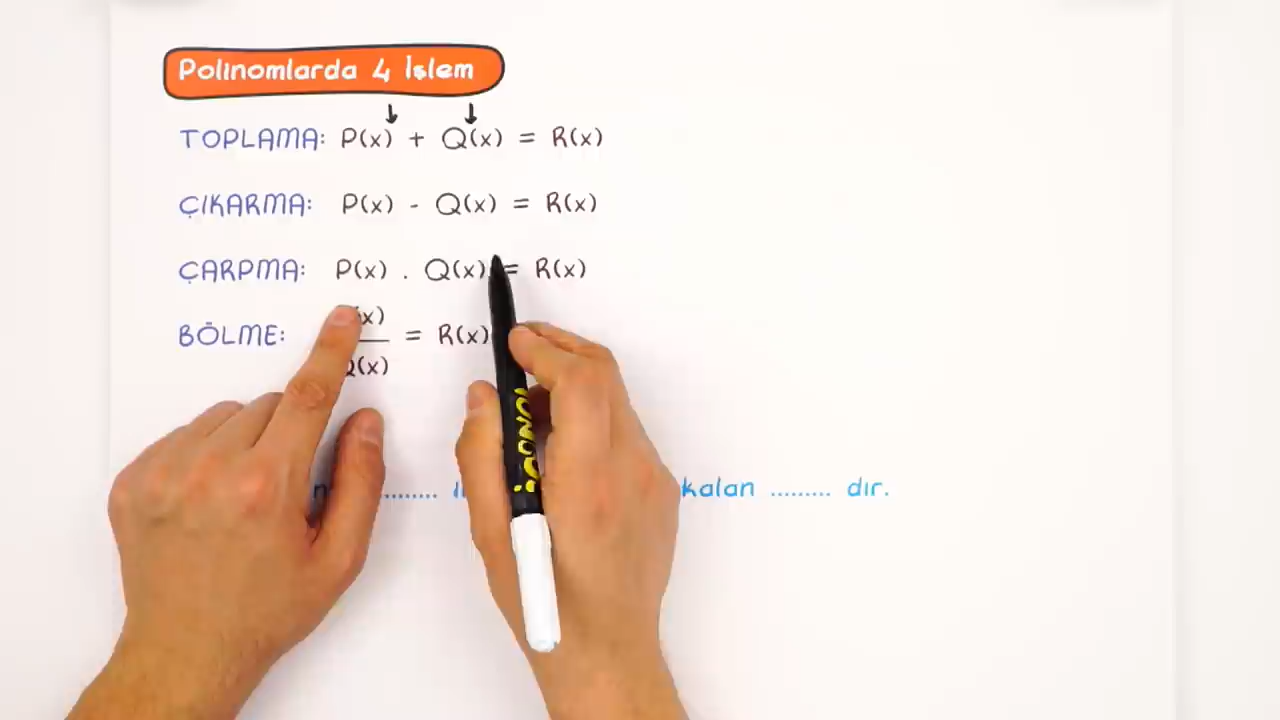 Polinomlarda 4 İşlem
TOPLAMA: P(x) + Q(x) = R(x)
ÇIKARMA: P(x) - Q(x) = R(x)
ÇARPMA: P(x) . Q(x) = R(x)
BÖLME: (x) / Q(x) = R(x)
kalan ......... dır.